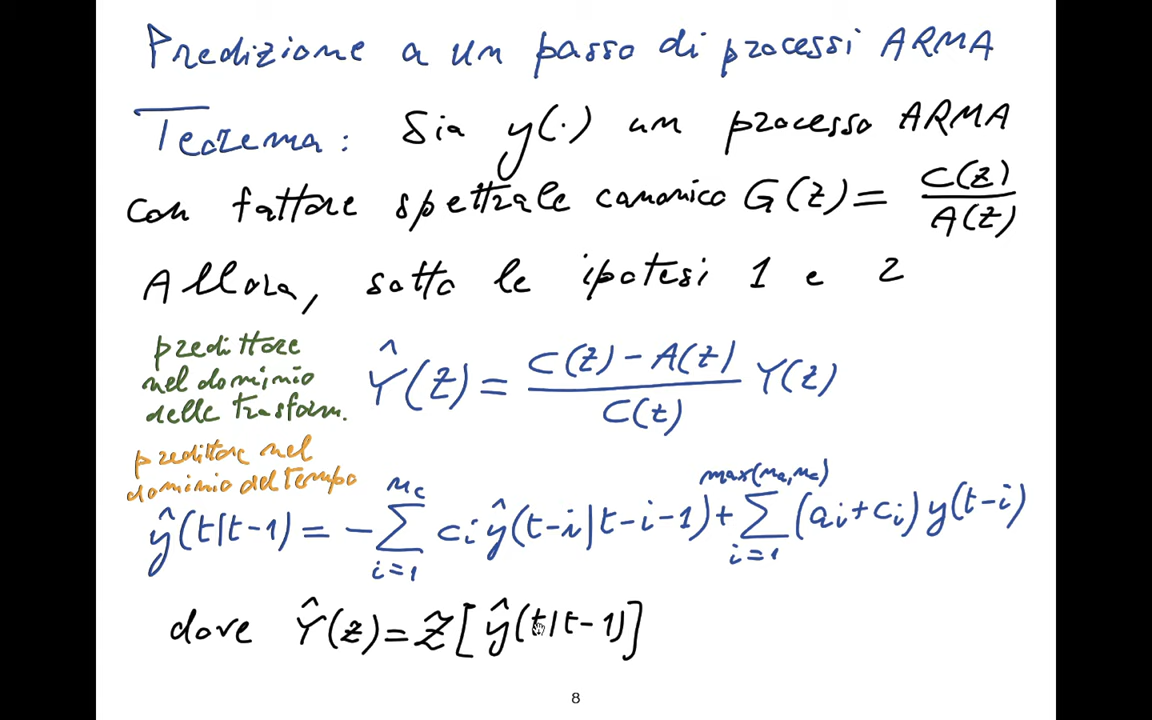 Predizione a un passo di processi ARMA
Teorema: Sia y(·) un processo ARMA
con fattore spettrale canonico G(z) = C(z)/A(z)
Allora, sotto le ipotesi 1 e 2
predittore
nel dominio
delle trasform.
Ŷ(z) = (C(z) - A(z))/C(z) Y(z)
predittore nel
dominio del tempo
ŷ(t|t-1) = -∑_{i=1}^{n_c} c_i ŷ(t-i|t-i-1) + ∑_{i=1}^{max(n_a,n_c)} (a_i+c_i) y(t-i)
dove Ŷ(z) = Z[ŷ(t|t-1)]
8